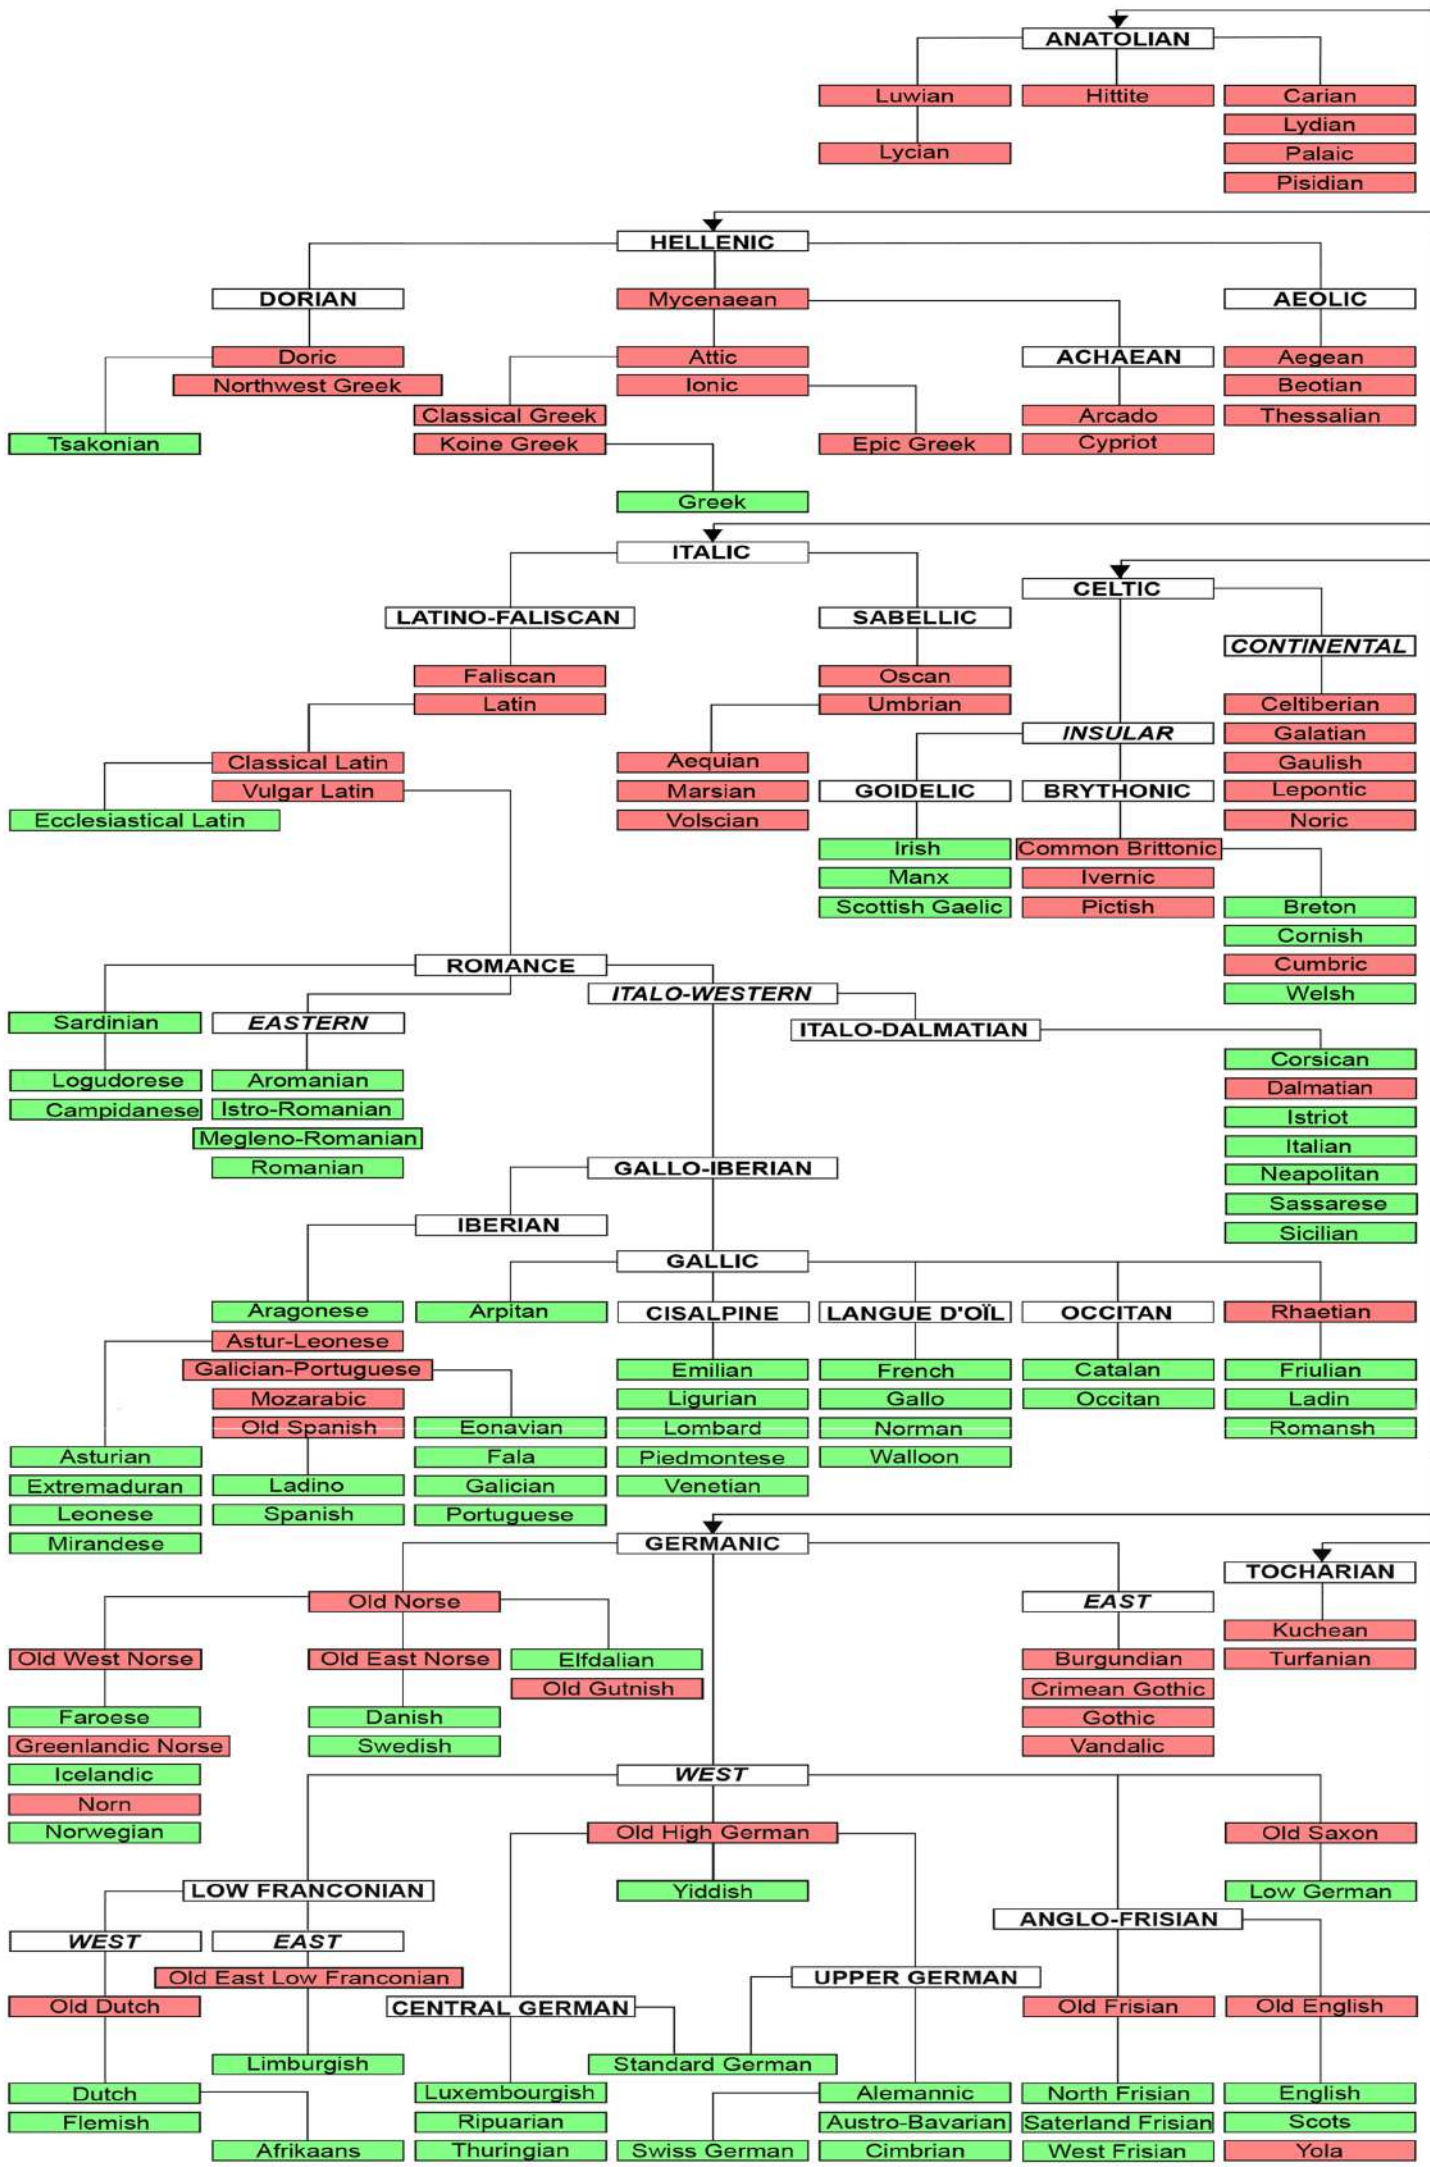 ANATOLIAN
Luwian
Hittite
Carian
Lydian
Lycian
Palaic
Pisidian
HELLENIC
DORIAN
Mycenaean
AEOLIC
Doric
Attic
ACHAEAN
Aegean
Northwest Greek
Ionic
Beotian
Classical Greek
Arcado
Thessalian
Tsakonian
Koine Greek
Epic Greek
Cypriot
Greek
ITALIC
CELTIC
LATINO-FALISCAN
SABELLIC
CONTINENTAL
Faliscan
Oscan
Latin
Umbrian
Celtiberian
INSULAR
Galatian
Classical Latin
Aequian
Gaulish
Vulgar Latin
Marsian
GOIDELIC
BRYTHONIC
Lepontic
Ecclesiastical Latin
Volscian
Noric
Irish
Common Brittonic
Manx
Ivernic
Scottish Gaelic
Pictish
Breton
Cornish
ROMANCE
Cumbric
ITALO-WESTERN
Welsh
Sardinian
EASTERN
ITALO-DALMATIAN
Corsican
Logudorese
Aromanian
Dalmatian
Campidanese
Istro-Romanian
Istriot
Megleno-Romanian
Italian
Romanian
GALLO-IBERIAN
Neapolitan
Sassarese
IBERIAN
Sicilian
GALLIC
Aragonese
Arpitan
CISALPINE
LANGUE D'OÏL
OCCITAN
Rhaetian
Astur-Leonese
Galician-Portuguese
Emilian
French
Catalan
Friulian
Mozarabic
Ligurian
Gallo
Occitan
Ladin
Old Spanish
Eonavian
Lombard
Norman
Romansh
Asturian
Fala
Piedmontese
Walloon
Extremaduran
Ladino
Galician
Venetian
Leonese
Spanish
Portuguese
Mirandese
GERMANIC
TOCHARIAN
Old Norse
EAST
Kuchean
Old West Norse
Old East Norse
Elfdalian
Burgundian
Turfanian
Old Gutnish
Crimean Gothic
Faroese
Danish
Gothic
Greenlandic Norse
Swedish
Vandalic
Icelandic
WEST
Norn
Norwegian
Old High German
Old Saxon
LOW FRANCONIAN
Yiddish
Low German
ANGLO-FRISIAN
WEST
EAST
Old East Low Franconian
UPPER GERMAN
Old Dutch
CENTRAL GERMAN
Old Frisian
Old English
Limburgish
Standard German
Dutch
Luxembourgish
Alemannic
North Frisian
English
Flemish
Ripuarian
Austro-Bavarian
Saterland Frisian
Scots
Afrikaans
Thuringian
Swiss German
Cimbrian
West Frisian
Yola